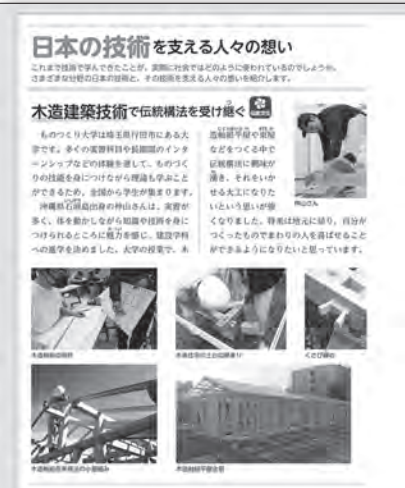 日本の技術を支える人々の想い
これまで技術で学んできたことが，実際に社会ではどのように使われているのでしょうか。
さまざまな分野の日本の技術と，その技術を支える人々の想いを紹介します。
木造建築技術で伝統構法を受け継ぐ
ものつくり大学は埼玉県行田市にある大
学です。多くの実習科目や長期間のインタ
ーンシップなどの体験を通して，ものづく
りの技能を身につけながら理論も学ぶこと
ができるため，全国から学生が集まります。
沖縄県石垣島出身の仲山さんは，実習が
多く，体を動かしながら知識や技術を身に
つけられるところに魅力を感じ，建設学科
への進学を決めました。大学の授業で，木
造軸組平屋や東屋
などをつくる中で
伝統構法に興味が
湧き，それをいか
せる大工になりた
いという思いが強
くなりました。将来は地元に帰り，自分が
つくったものでまわりの人を喜ばせること
ができるようになりたいと思っています。
仲山さん
くさび締め